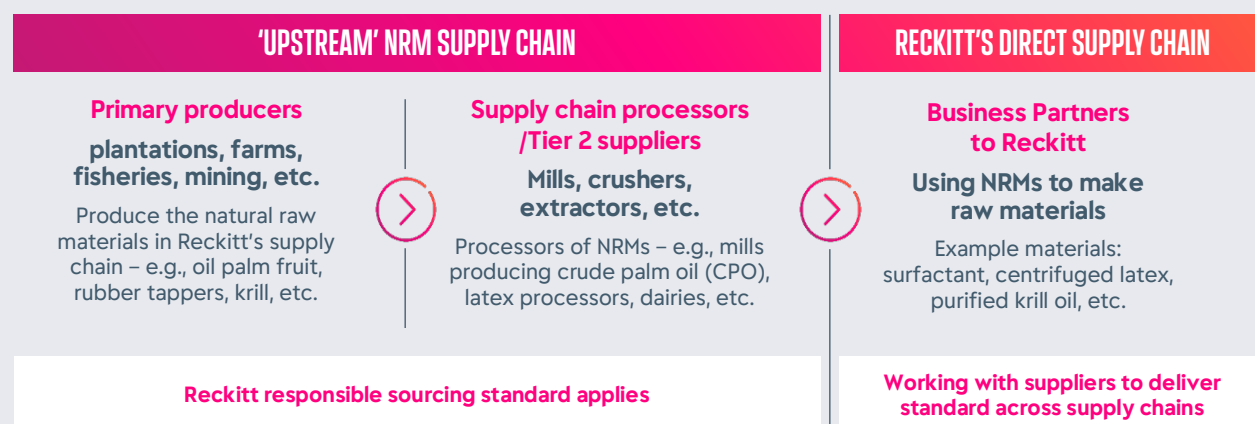 ‘UPSTREAM’ NRM SUPPLY CHAIN
Primary producers
plantations, farms,
fisheries, mining, etc.
Produce the natural raw
materials in Reckitt’s supply
chain – e.g., oil palm fruit,
rubber tappers, krill, etc.
Supply chain processors
/Tier 2 suppliers
Mills, crushers,
extractors, etc.
Processors of NRMs – e.g., mills
producing crude palm oil (CPO),
latex processors, dairies, etc.
Reckitt responsible sourcing standard applies
RECKITT’S DIRECT SUPPLY CHAIN
Business Partners
to Reckitt
Using NRMs to make
raw materials
Example materials:
surfactant, centrifuged latex,
purified krill oil, etc.
Working with suppliers to deliver
standard across supply chains